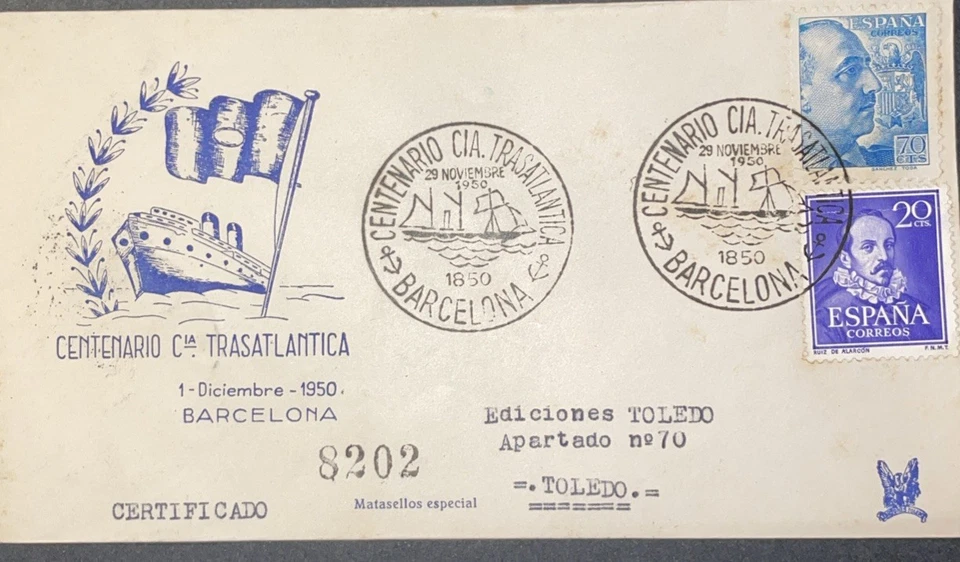 ESPAÑA
CORREOS
70
CTS
SANCHEZ TODA
20
CTS.
ESPAÑA
CORREOS
RUIZ DE ALARCÓN
F.N.M.T.
CENTENARIO CIA. TRASATLANTICA
29 NOVIEMBRE
1950
1850
BARCELONA
CENTENARIO CIA. TRASATLANTICA
29 NOVIEMBRE
1950
1850
BARCELONA
CENTENARIO CIA. TRASATLANTICA
1-Diciembre-1950.
BARCELONA
Ediciones TOLEDO
Apartado nº70
=.TOLEDO.=
8202
Matasellos especial
CERTIFICADO